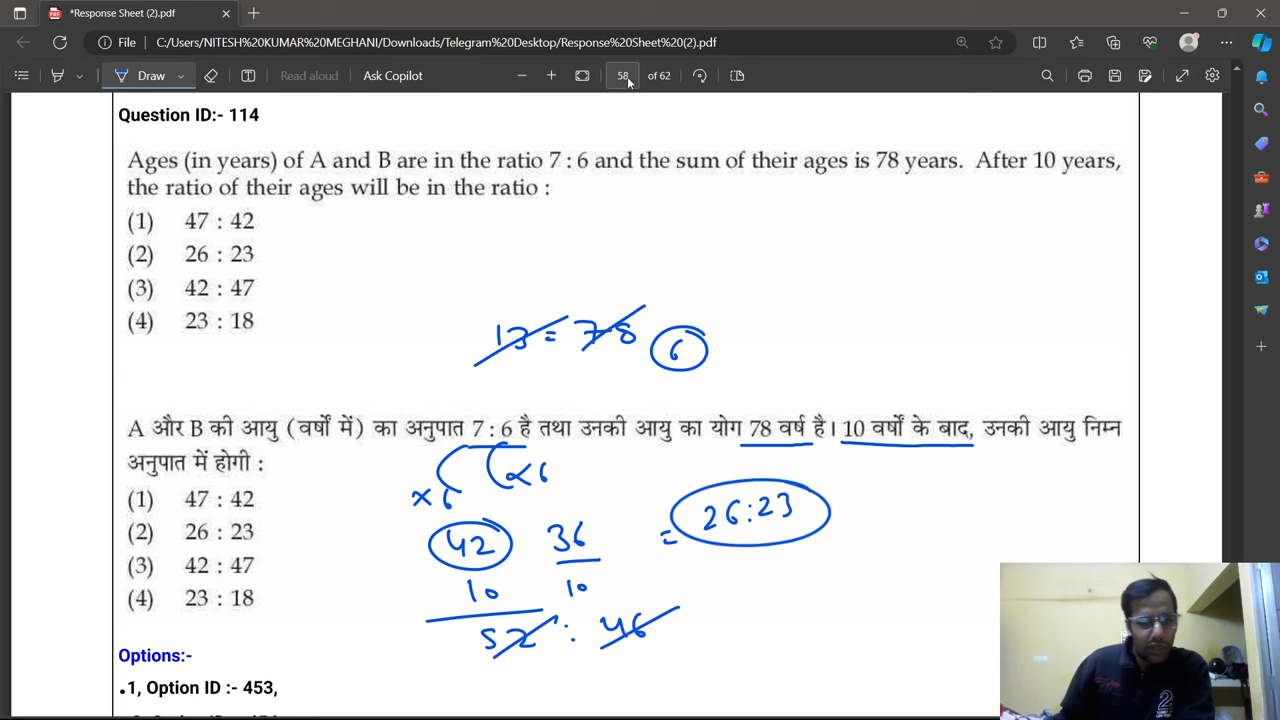 *Response Sheet (2).pdf
File C:/Users/NITESH%20KUMAR%20MEGHANI/Downloads/Telegram%20Desktop/Response%20Sheet%20(2).pdf
Draw Read aloud Ask Copilot 58 of 62
Question ID:- 114
Ages (in years) of A and B are in the ratio 7 : 6 and the sum of their ages is 78 years. After 10 years,
the ratio of their ages will be in the ratio :
(1) 47 : 42
(2) 26 : 23
(3) 42 : 47
(4) 23 : 18
13 = 78 6
A और B की आयु (वर्षों में) का अनुपात 7 : 6 है तथा उनकी आयु का योग 78 वर्ष है। 10 वर्षों के बाद, उनकी आयु निम्न
अनुपात में होगी :
×6 ×6
(1) 47 : 42
(2) 26 : 23
(3) 42 : 47
(4) 23 : 18
42 36 = 26:23
10 10
52 : 46
Options:-
.1, Option ID :- 453,